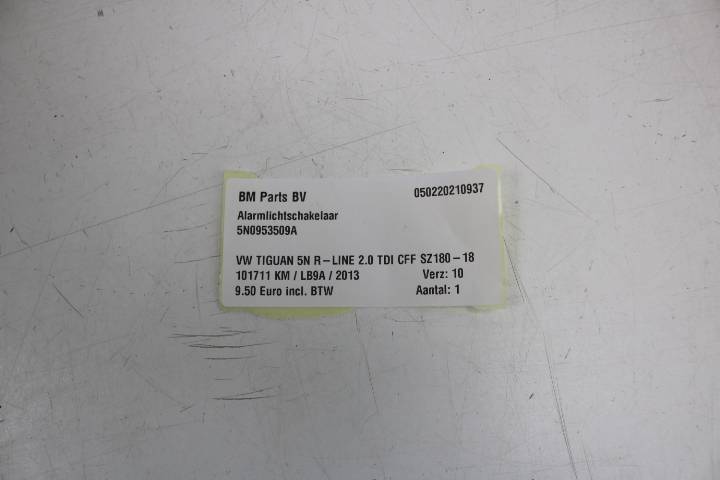 BM Parts BV 050220210937
Alarmlichtschakelaar
5N0953509A
VW TIGUAN 5N R-LINE 2.0 TDI CFF SZ180-18
101711 KM / LB9A / 2013 Verz: 10
9.50 Euro incl. BTW Aantal: 1